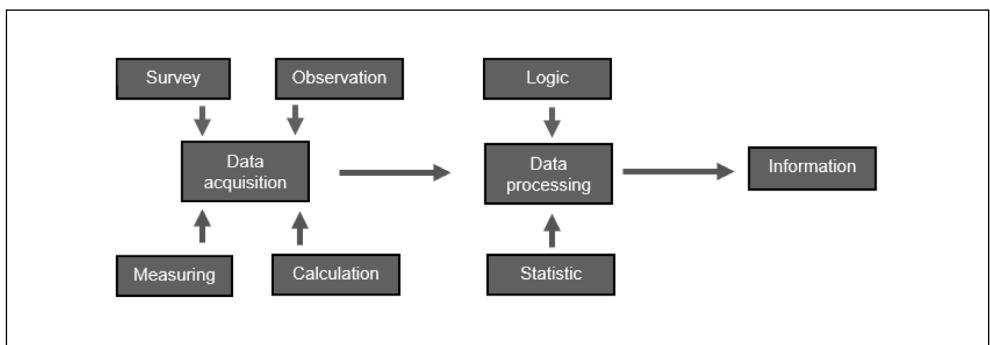 Survey
Observation
Logic
Data
acquisition
Data
processing
Information
Measuring
Calculation
Statistic